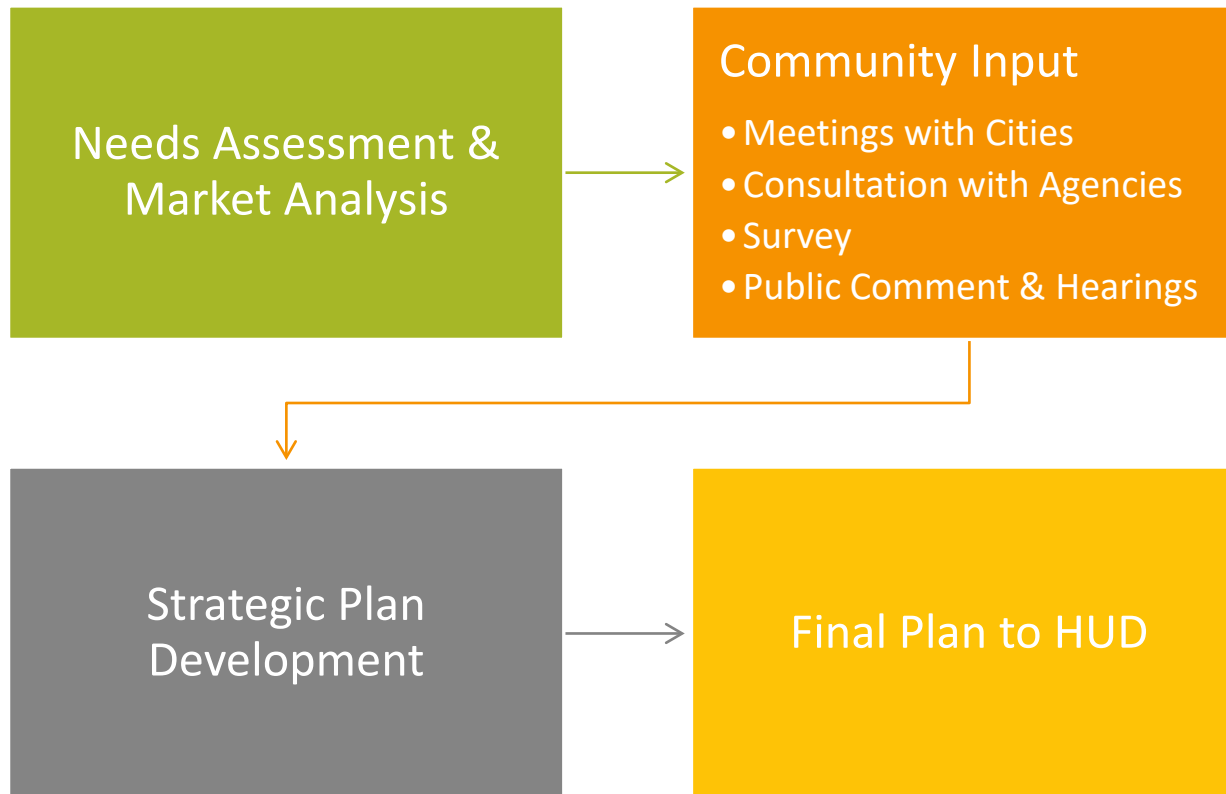 Needs Assessment &
Market Analysis
Community Input
• Meetings with Cities
• Consultation with Agencies
• Survey
• Public Comment & Hearings
Strategic Plan
Development
Final Plan to HUD